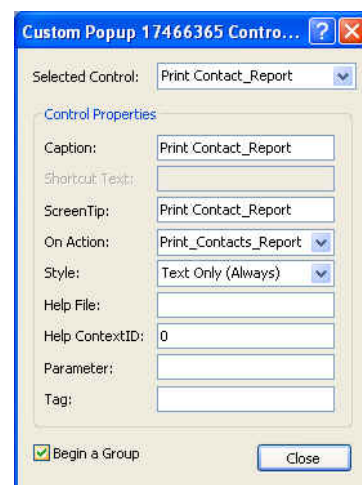 Custom Popup 17466365 Contro...
Selected Control: Print Contact_Report
Control Properties
Caption: Print Contact_Report
Shortcut Text:
ScreenTip: Print Contact_Report
On Action: Print_Contacts_Report
Style: Text Only (Always)
Help File:
Help ContextID: 0
Parameter:
Tag:
Begin a Group Close